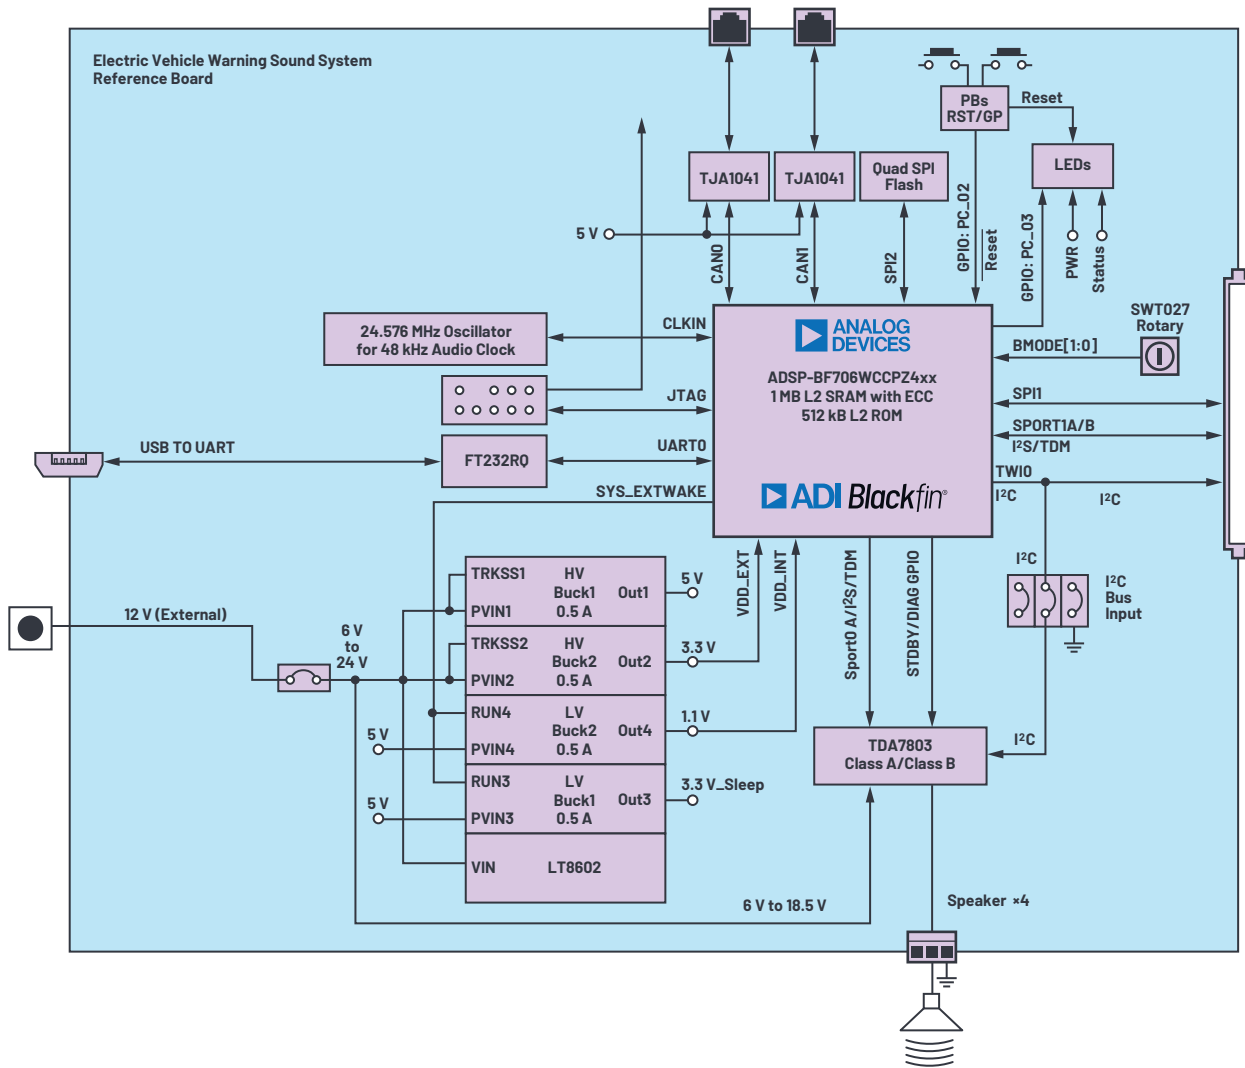 Electric Vehicle Warning Sound System
Reference Board
PBs
RST/GP
Reset
LEDs
TJA1041
TJA1041
Quad SPI
Flash
5 V
CAN0
CAN1
SPI2
GPIO: PC_02
Reset
GPIO: PC_03
PWR
Status
SWT027
Rotary
24.576 MHz Oscillator
for 48 kHz Audio Clock
CLKIN
ANALOG
DEVICES
BMODE[1:0]
ADSP-BF706WCCPZ4xx
1 MB L2 SRAM with ECC
512 kB L2 ROM
JTAG
SPI1
SPORT1A/B
I²S/TDM
USB TO UART
FT232RQ
UART0
TWI0
I²C
I²C
SYS_EXTWAKE
ADI Blackfin®
VDD_EXT
VDD_INT
Sport0 A/I²S/TDM
STDBY/DIAG GPIO
I²C
I²C
Bus
Input
12 V (External)
6 V
to
24 V
TRKSS1
HV
Buck1
0.5 A
Out1
5 V
PVIN1
TRKSS2
HV
Buck2
0.5 A
Out2
3.3 V
PVIN2
RUN4
LV
Buck2
0.5 A
Out4
1.1 V
5 V
PVIN4
RUN3
LV
Buck1
0.5 A
Out3
3.3 V_Sleep
5 V
PVIN3
VIN
LT8602
TDA7803
Class A/Class B
I²C
6 V to 18.5 V
Speaker ×4